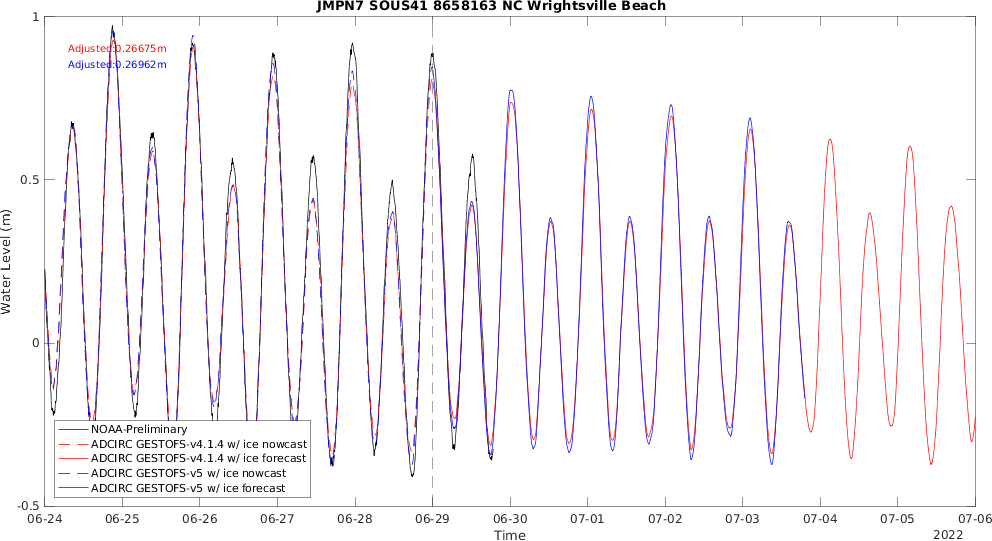 JMPN7 SOUS41 8658163 NC Wrightsville Beach
Adjusted:0.26675m
Adjusted:0.26962m
Water Level (m)
1
0.5
0
-0.5
NOAA-Preliminary
ADCIRC GESTOFS-v4.1.4 w/ ice nowcast
ADCIRC GESTOFS-v4.1.4 w/ ice forecast
ADCIRC GESTOFS-v5 w/ ice nowcast
ADCIRC GESTOFS-v5 w/ ice forecast
06-24 06-25 06-26 06-27 06-28 06-29 06-30 07-01 07-02 07-03 07-04 07-05 07-06
Time
2022